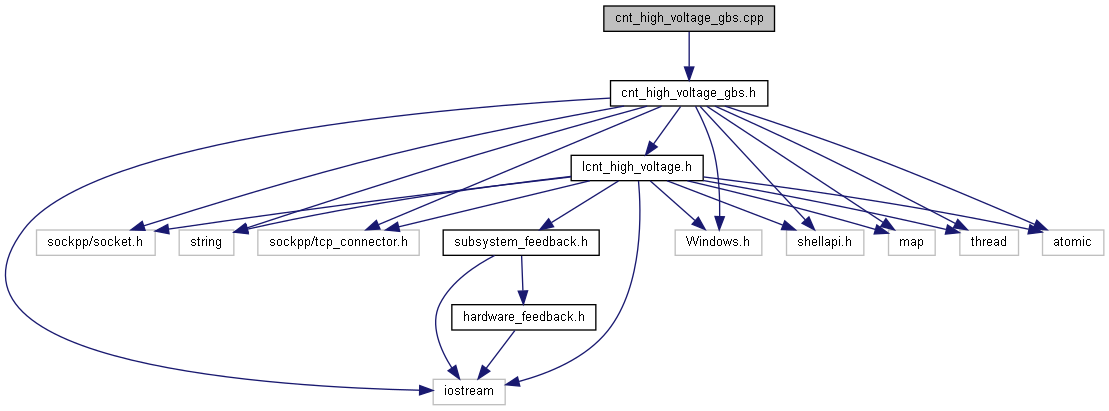 cnt_high_voltage_gbs.cpp
cnt_high_voltage_gbs.h
lcnt_high_voltage.h
sockpp/socket.h
string
sockpp/tcp_connector.h
subsystem_feedback.h
Windows.h
shellapi.h
map
thread
atomic
hardware_feedback.h
iostream